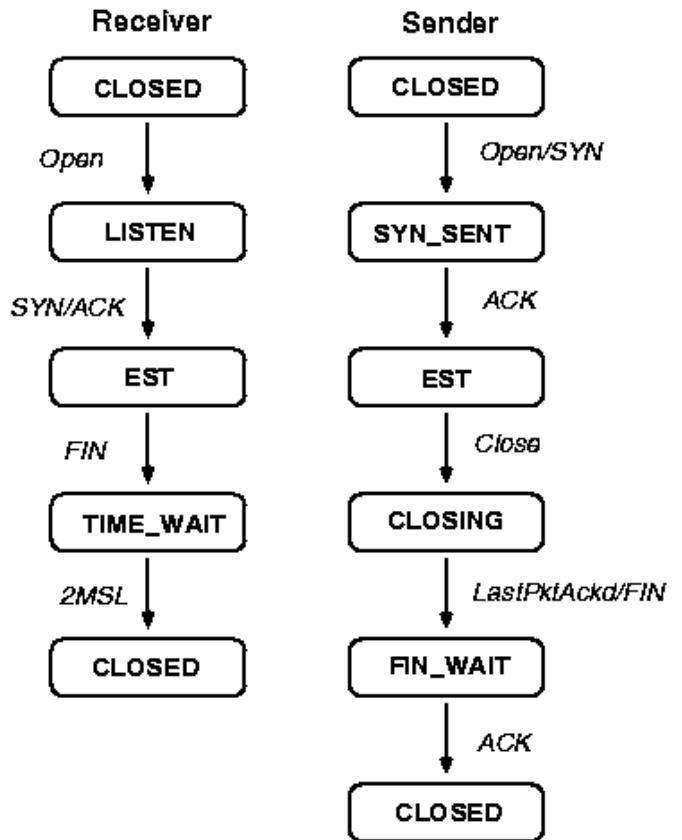 Receiver
CLOSED
Open
LISTEN
SYN/ACK
EST
FIN
TIME_WAIT
2MSL
CLOSED
Sender
CLOSED
Open/SYN
SYN_SENT
ACK
EST
Close
CLOSING
LastPktAckd/FIN
FIN_WAIT
ACK
CLOSED